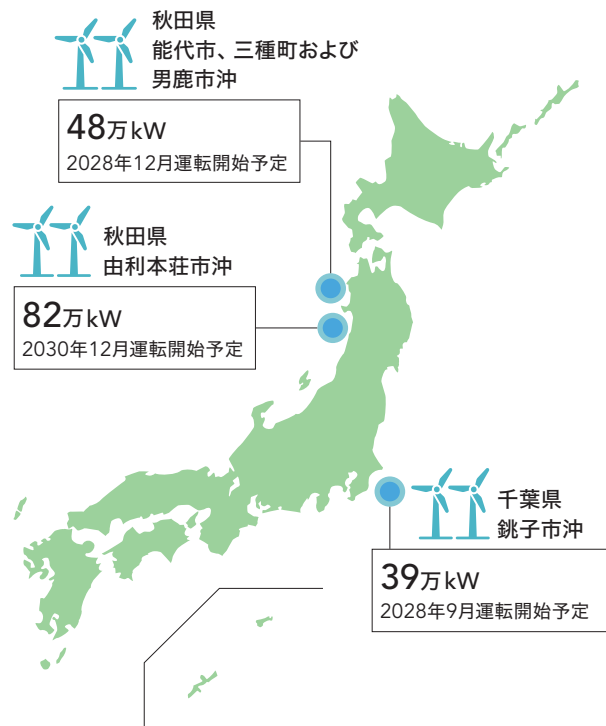 秋田県
能代市、三種町および
男鹿市沖
48万kW
2028年12月運転開始予定
秋田県
由利本荘市沖
82万kW
2030年12月運転開始予定
千葉県
銚子市沖
39万kW
2028年9月運転開始予定